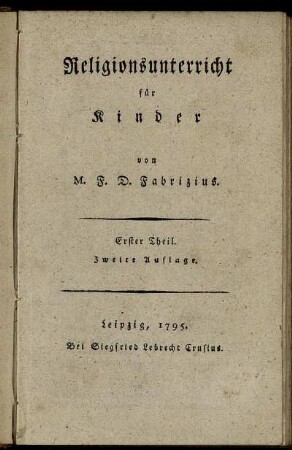 Religionsunterricht
für
Kinder
von
M. F. D. Fabrizius.
Erster Theil.
Zweite Auflage.
Leipzig, 1795.
Bei Siegfried Lebrecht Crusius.